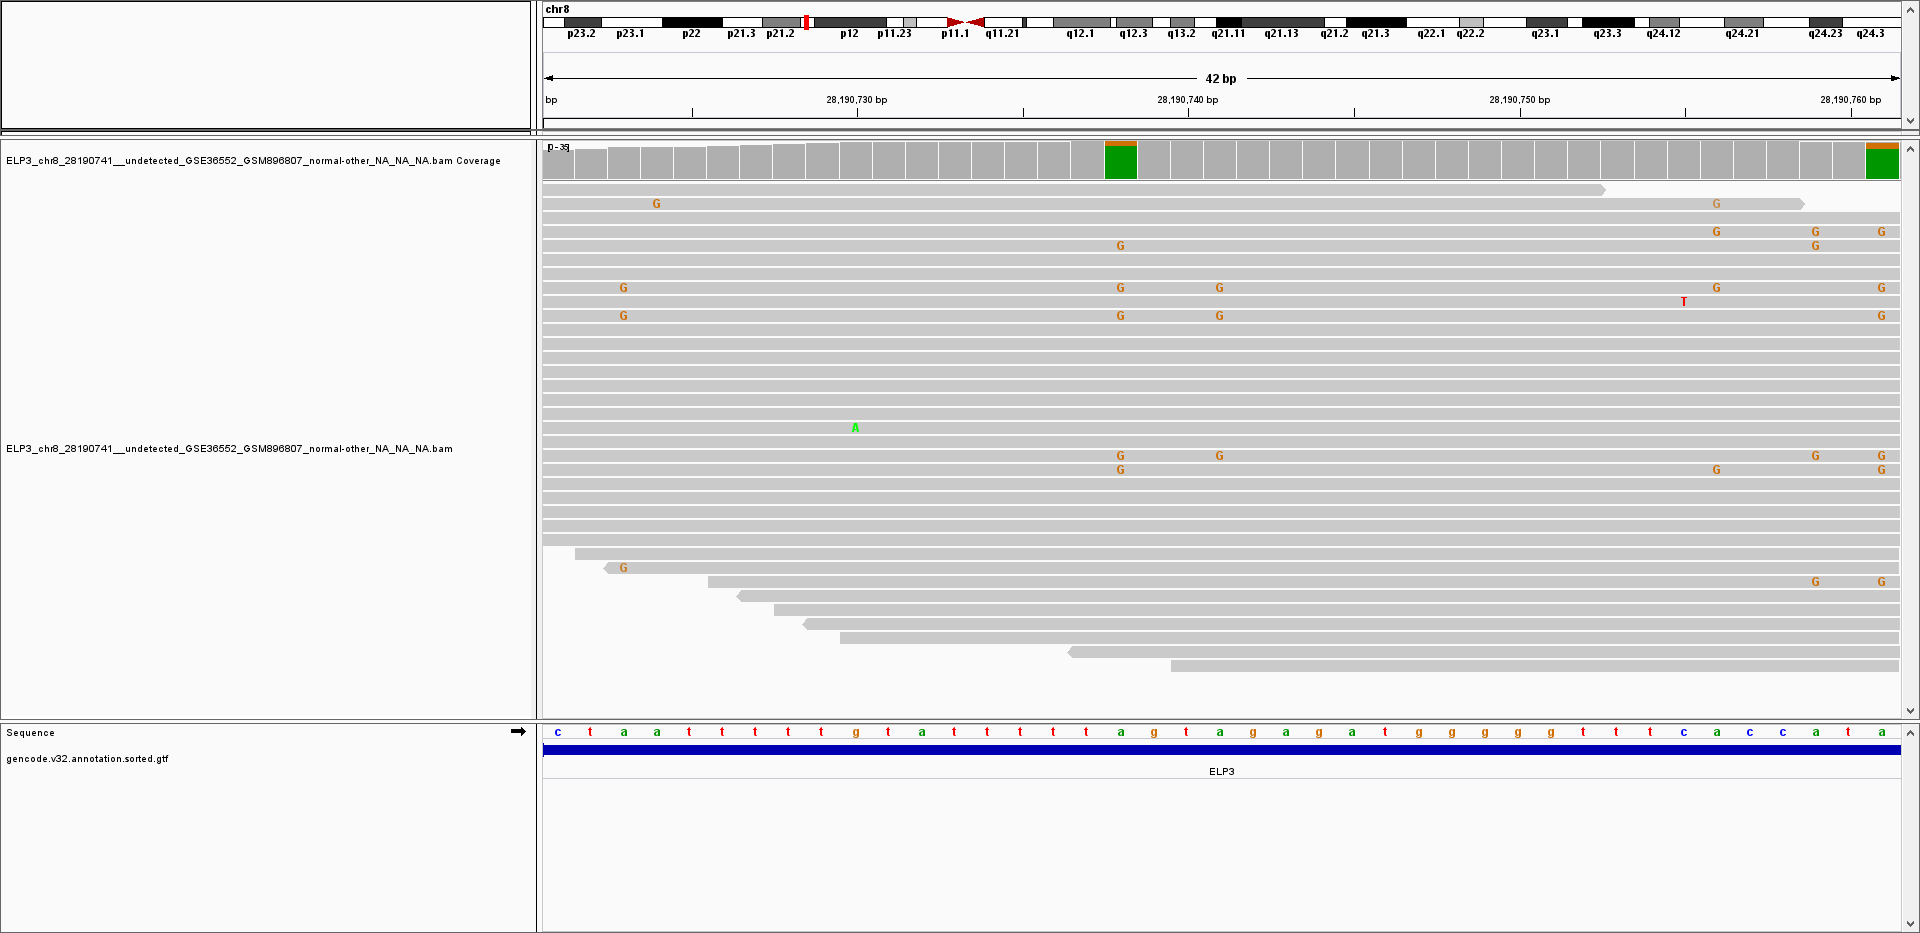 chr8
p23.2 p23.1 p22 p21.3 p21.2 p12 p11.23 p11.1 q11.21 q12.1 q12.3 q13.2 q21.11 q21.13 q21.2 q21.3 q22.1 q22.2 q23.1 q23.3 q24.12 q24.21 q24.23 q24.3
42 bp
bp 28,190,730 bp 28,190,740 bp 28,190,750 bp 28,190,760 bp
ELP3_chr8_28190741__undetected_GSE36552_GSM896807_normal-other_NA_NA_NA.bam Coverage
G G
G G G
G G
G G G G G
T
G G G G
A
ELP3_chr8_28190741__undetected_GSE36552_GSM896807_normal-other_NA_NA_NA.bam
G G G G
G G G
G
G G
Sequence
c t a a t t t t t g t a t t t t t a g t a g a g a t g g g g g t t t c a c c a t a
gencode.v32.annotation.sorted.gtf
ELP3